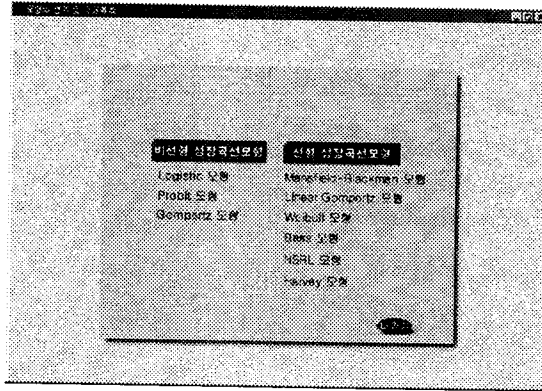 비선형 성장곡선모형
Logistic 모형
Probit 모형
Gompertz 모형
선형 성장곡선모형
Mansfield-Blackman 모형
Linear Gompertz 모형
Weibull 모형
Bass 모형
NSRL 모형
Harvey 모형